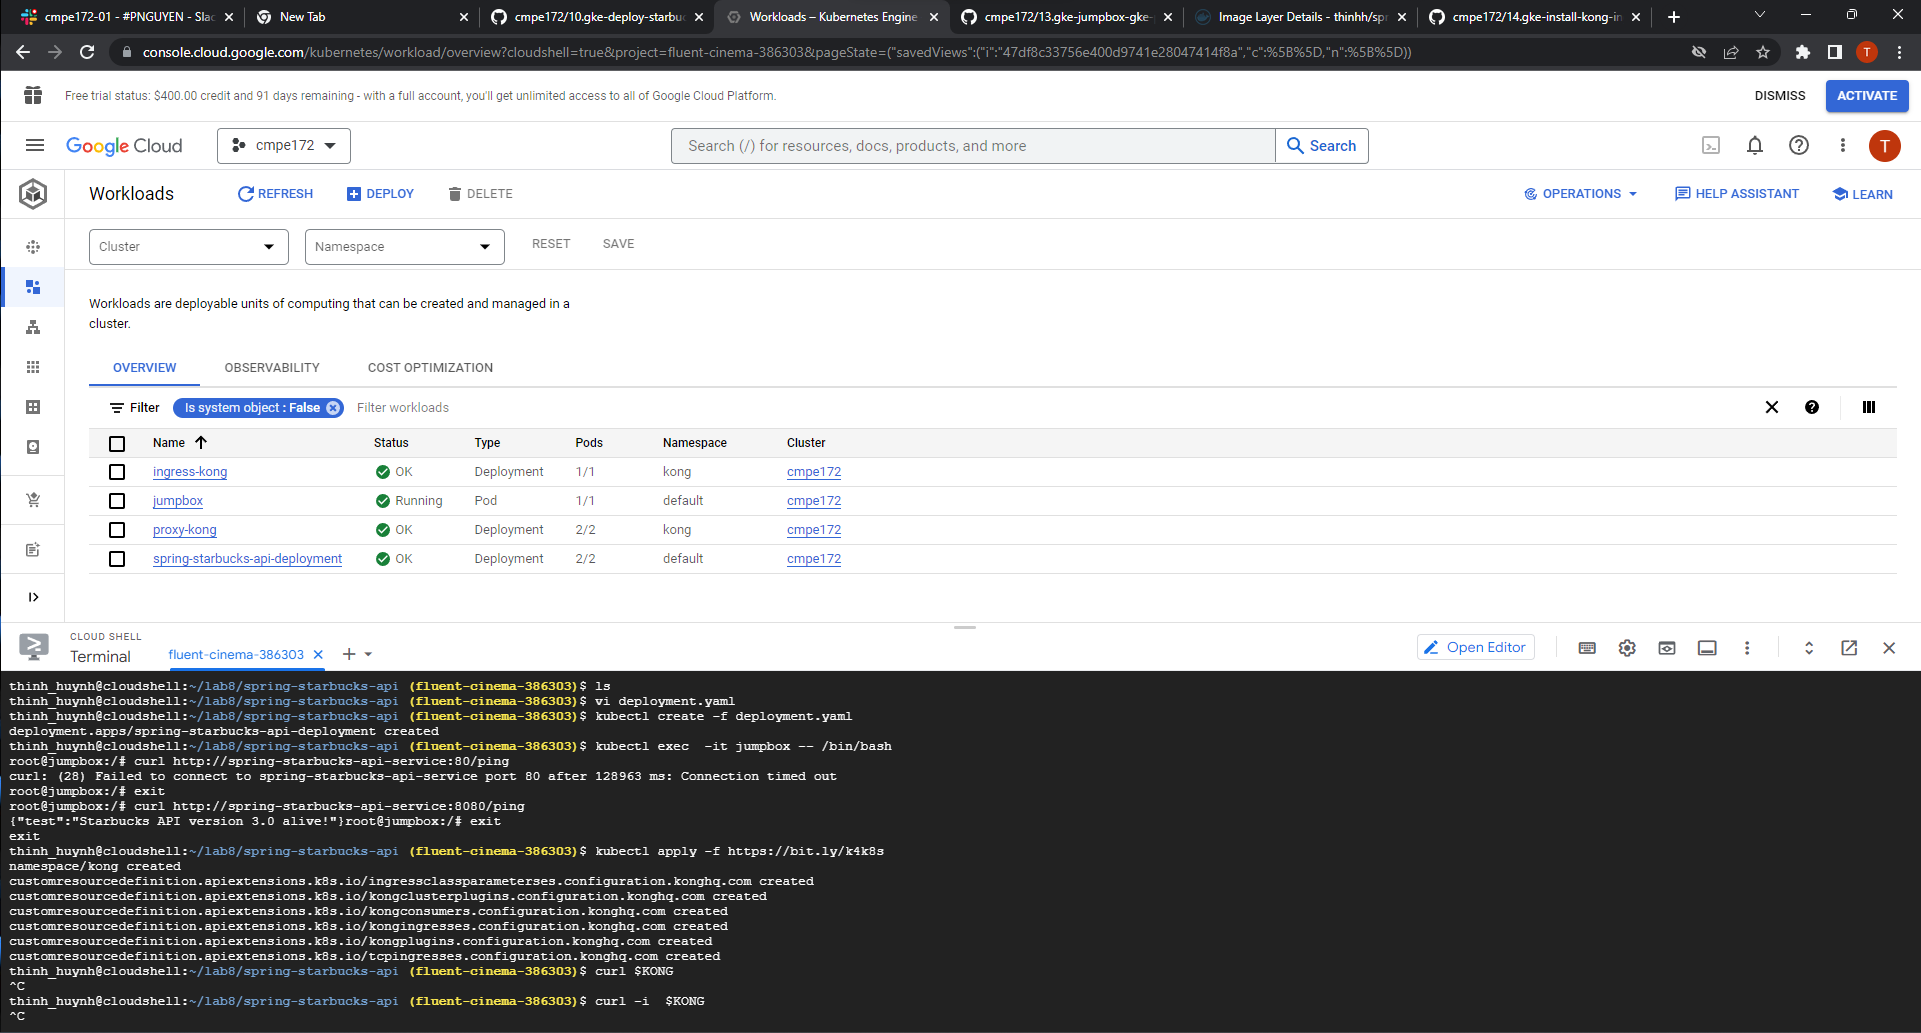 cmpe172-01 - #PNGUYEN - Slac
New Tab
cmpe172/10.gke-deploy-starbuc
Workloads – Kubernetes Engine
cmpe172/13.gke-jumpbox-gke-
Image Layer Details - thinhh/spr
cmpe172/14.gke-install-kong-in
console.cloud.google.com/kubernetes/workload/overview?cloudshell=true&project=fluent-cinema-386303&pageState=("savedViews":("i":"47df8c33756e400d9741e28047414f8a","c":%5B%5D,"n":%5B%5D))
T
Free trial status: $400.00 credit and 91 days remaining - with a full account, you'll get unlimited access to all of Google Cloud Platform.
DISMISS
ACTIVATE
Google Cloud
cmpe172
Search (/) for resources, docs, products, and more
Search
T
Workloads
REFRESH
DEPLOY
DELETE
OPERATIONS
HELP ASSISTANT
LEARN
Cluster
Namespace
RESET
SAVE
Workloads are deployable units of computing that can be created and managed in a
cluster.
OVERVIEW
OBSERVABILITY
COST OPTIMIZATION
Filter
Is system object : False
Filter workloads
Name Status Type Pods Namespace Cluster
ingress-kong OK Deployment 1/1 kong cmpe172
jumpbox Running Pod 1/1 default cmpe172
proxy-kong OK Deployment 2/2 kong cmpe172
spring-starbucks-api-deployment OK Deployment 2/2 default cmpe172
CLOUD SHELL
Terminal
fluent-cinema-386303
Open Editor
thinh_huynh@cloudshell:~/lab8/spring-starbucks-api (fluent-cinema-386303)$ ls
thinh_huynh@cloudshell:~/lab8/spring-starbucks-api (fluent-cinema-386303)$ vi deployment.yaml
thinh_huynh@cloudshell:~/lab8/spring-starbucks-api (fluent-cinema-386303)$ kubectl create -f deployment.yaml
deployment.apps/spring-starbucks-api-deployment created
thinh_huynh@cloudshell:~/lab8/spring-starbucks-api (fluent-cinema-386303)$ kubectl exec  -it jumpbox -- /bin/bash
root@jumpbox:/# curl http://spring-starbucks-api-service:80/ping
curl: (28) Failed to connect to spring-starbucks-api-service port 80 after 128963 ms: Connection timed out
root@jumpbox:/# exit
root@jumpbox:/# curl http://spring-starbucks-api-service:8080/ping
{"test":"Starbucks API version 3.0 alive!"}root@jumpbox:/# exit
exit
thinh_huynh@cloudshell:~/lab8/spring-starbucks-api (fluent-cinema-386303)$ kubectl apply -f https://bit.ly/k4k8s
namespace/kong created
customresourcedefinition.apiextensions.k8s.io/ingressclassparameterses.configuration.konghq.com created
customresourcedefinition.apiextensions.k8s.io/kongclusterplugins.configuration.konghq.com created
customresourcedefinition.apiextensions.k8s.io/kongconsumers.configuration.konghq.com created
customresourcedefinition.apiextensions.k8s.io/kongingresses.configuration.konghq.com created
customresourcedefinition.apiextensions.k8s.io/kongplugins.configuration.konghq.com created
customresourcedefinition.apiextensions.k8s.io/tcpingresses.configuration.konghq.com created
thinh_huynh@cloudshell:~/lab8/spring-starbucks-api (fluent-cinema-386303)$ curl $KONG
^C
thinh_huynh@cloudshell:~/lab8/spring-starbucks-api (fluent-cinema-386303)$ curl -i  $KONG
^C